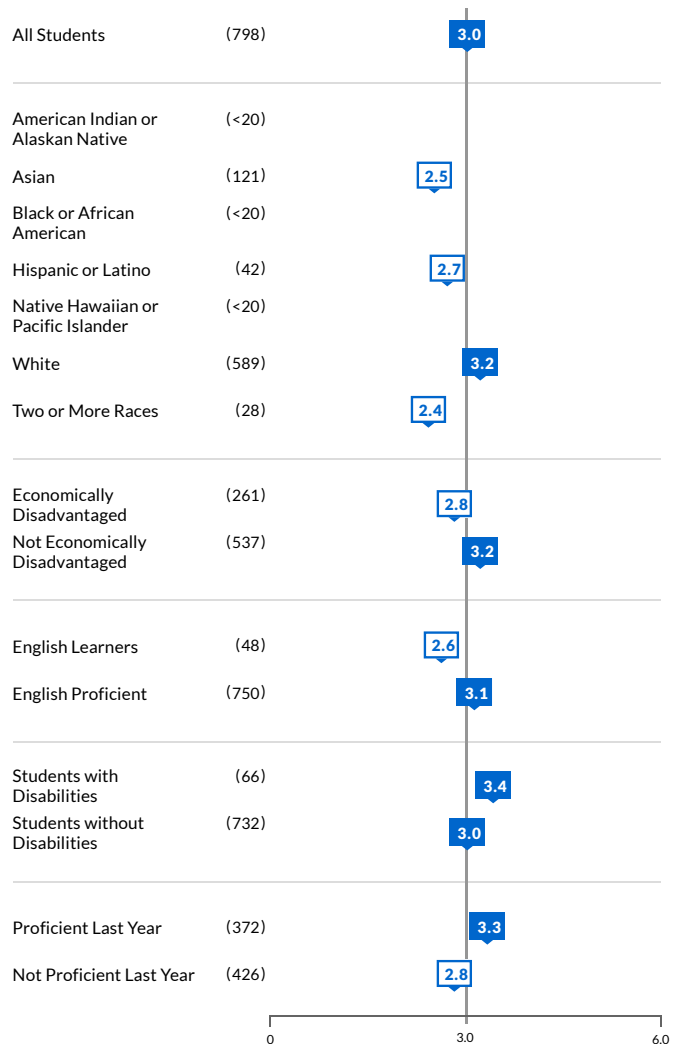 All Students (798) 3.0
American Indian or (<20)
Alaskan Native
Asian (121) 2.5
Black or African (<20)
American
Hispanic or Latino (42) 2.7
Native Hawaiian or (<20)
Pacific Islander
White (589) 3.2
Two or More Races (28) 2.4
Economically (261) 2.8
Disadvantaged
Not Economically (537) 3.2
Disadvantaged
English Learners (48) 2.6
English Proficient (750) 3.1
Students with (66) 3.4
Disabilities
Students without (732) 3.0
Disabilities
Proficient Last Year (372) 3.3
Not Proficient Last Year (426) 2.8
0 3.0 6.0